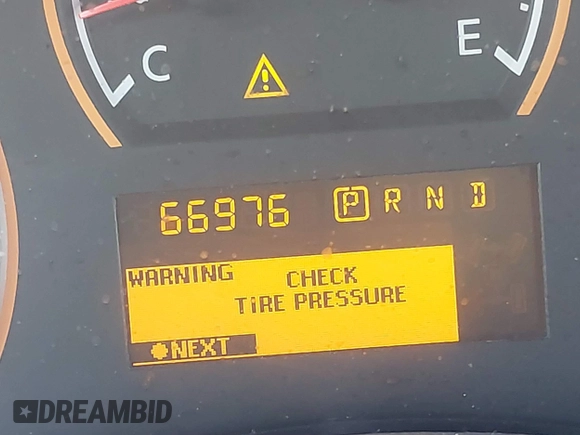 C E
66976 P R N D
WARNING CHECK
TIRE PRESSURE
NEXT
DREAMBID